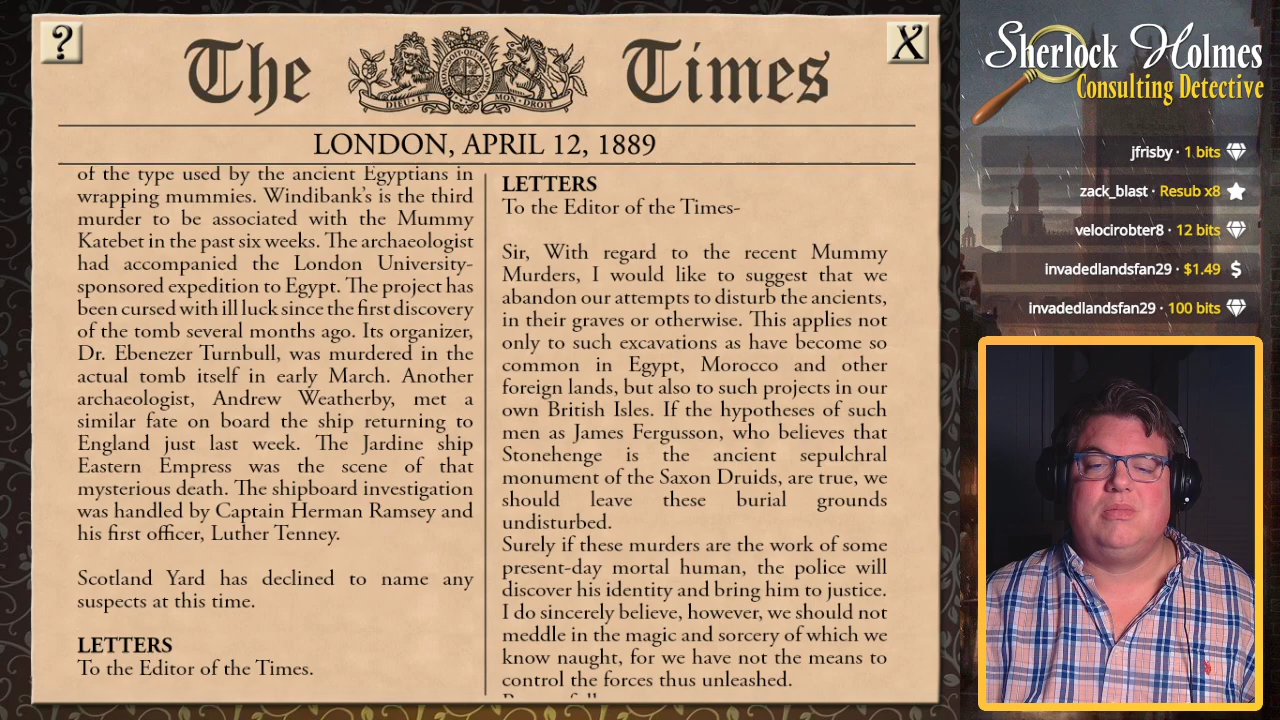 ?
The Times
X
DIEU · ET MON · DROIT
LONDON, APRIL 12, 1889
of the type used by the ancient Egyptians in
wrapping mummies. Windibank's is the third
murder to be associated with the Mummy
Katebet in the past six weeks. The archaeologist
had accompanied the London University-
sponsored expedition to Egypt. The project has
been cursed with ill luck since the first discovery
of the tomb several months ago. Its organizer,
Dr. Ebenezer Turnbull, was murdered in the
actual tomb itself in early March. Another
archaeologist, Andrew Weatherby, met a
similar fate on board the ship returning to
England just last week. The Jardine ship
Eastern Empress was the scene of that
mysterious death. The shipboard investigation
was handled by Captain Herman Ramsey and
his first officer, Luther Tenney.
Scotland Yard has declined to name any
suspects at this time.
LETTERS
To the Editor of the Times.
LETTERS
To the Editor of the Times-
Sir, With regard to the recent Mummy
Murders, I would like to suggest that we
abandon our attempts to disturb the ancients,
in their graves or otherwise. This applies not
only to such excavations as have become so
common in Egypt, Morocco and other
foreign lands, but also to such projects in our
own British Isles. If the hypotheses of such
men as James Fergusson, who believes that
Stonehenge is the ancient sepulchral
monument of the Saxon Druids, are true, we
should leave these burial grounds
undisturbed.
Surely if these murders are the work of some
present-day mortal human, the police will
discover his identity and bring him to justice.
I do sincerely believe, however, we should not
meddle in the magic and sorcery of which we
know naught, for we have not the means to
control the forces thus unleashed.
Sherlock Holmes
Consulting Detective
jfrisby · 1 bits
zack_blast · Resub x8
velocirobter8 · 12 bits
invadedlandsfan29 · $1.49 $
invadedlandsfan29 · 100 bits